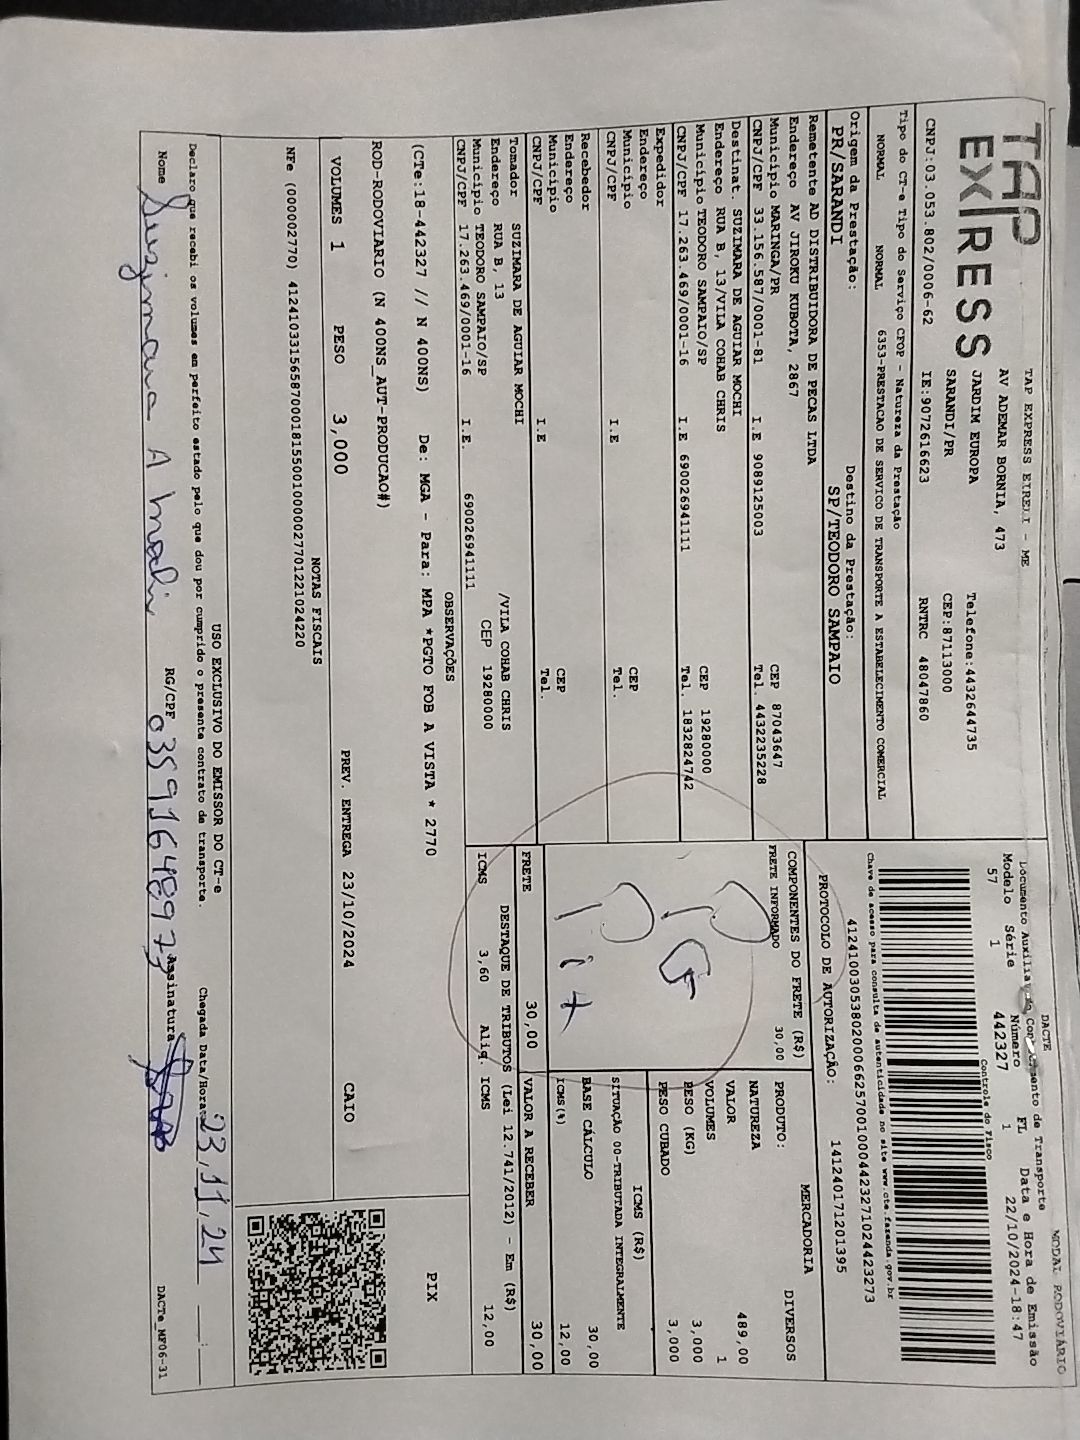 TAP
EXPRESS
TAP EXPRESS EIRELI - ME
AV ADEMAR BORNIA, 473
JARDIM EUROPA
SARANDI/PR
Telefone:4432644735
CEP:87113000
CNPJ:03.053.802/0006-62 IE:9072616623 RNTRC 48047860
MODAL RODOVIÁRIO
DACTE
Documento Auxiliar do Conhecimento de Transporte
Modelo Série Número FL Data e Hora de Emissão
57 1 442327 1 22/10/2024-18:47
Controle do Fisco
Chave de acesso para consulta de autenticidade no site www.cte.fazenda.gov.br
41241003053802000662570010004423271024423273
PROTOCOLO DE AUTORIZAÇÃO: 141240171201395
Tipo do CT-e Tipo do Serviço CFOP - Natureza da Prestação
NORMAL NORMAL 6353-PRESTACAO DE SERVICO DE TRANSPORTE A ESTABELECIMENTO COMERCIAL
Origem da Prestação: Destino da Prestação:
PR/SARANDI SP/TEODORO SAMPAIO
Remetente AD DISTRIBUIDORA DE PECAS LTDA
Endereço AV JIROKU KUBOTA, 2867
Município MARINGA/PR CEP 87043647
CNPJ/CPF 33.156.587/0001-81 I.E 9089125003 Tel. 4432235228
Destinat. SUZIMARA DE AGUIAR MOCHI
Endereço RUA B, 13/VILA COHAB CHRIS
Município TEODORO SAMPAIO/SP CEP 19280000
CNPJ/CPF 17.263.469/0001-16 I.E 690026941111 Tel. 1832824742
Expedidor
Endereço
Município CEP
CNPJ/CPF I.E Tel.
Recebedor
Endereço
Município CEP
CNPJ/CPF I.E Tel.
Tomador SUZIMARA DE AGUIAR MOCHI
Endereço RUA B, 13 /VILA COHAB CHRIS
Município TEODORO SAMPAIO/SP CEP 19280000
CNPJ/CPF 17.263.469/0001-16 I.E. 690026941111
COMPONENTES DO FRETE (R$)
FRETE INFORMADO 30,00
PG
Pix
FRETE 30,00
MERCADORIA
PRODUTO: DIVERSOS
NATUREZA
VALOR 489,00
VOLUMES 1
PESO (KG) 3,000
PESO CUBADO 3,000
ICMS (R$)
SITUAÇÃO 00-TRIBUTADA INTEGRALMENTE
BASE CÁLCULO 30,00
ICMS(%) 12,00
VALOR A RECEBER 30,00
DESTAQUE DE TRIBUTOS (Lei 12.741/2012) - Em (R$)
ICMS 3,60 Aliq. ICMS 12,00
OBSERVAÇÕES
(CTe:18-442327 // N 400NS) De: MGA - Para: MPA *PGTO FOB A VISTA * 2770
PIX
ROD-RODOVIARIO (N 400NS_AUT-PRODUCAO#)
VOLUMES 1 PESO 3,000 PREV. ENTREGA 23/10/2024 CAIO
NOTAS FISCAIS
NFe (000002770) 41241033156587000181550010000027701221024220
USO EXCLUSIVO DO EMISSOR DO CT-e
Declaro que recebi os volumes em perfeito estado pelo que dou por cumprido o presente contrato de transporte. Chegada Data/Hora: 23,11,24 __:__
Nome Suzimara A Mochi RG/CPF 03591648973 Assinatura
DACTe_MF06-31